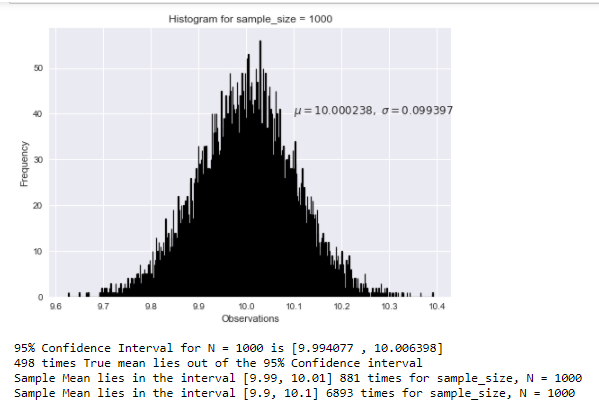 Histogram for sample_size = 1000
50
40
30
20
10
0
Frequency
μ = 10.000238, σ = 0.099397
9.6 9.7 9.8 9.9 10.0 10.1 10.2 10.3 10.4
Observations
95% Confidence Interval for N = 1000 is [9.994077 , 10.006398]
498 times True mean lies out of the 95% Confidence interval
Sample Mean lies in the interval [9.99, 10.01] 881 times for sample_size, N = 1000
Sample Mean lies in the interval [9.9, 10.1] 6893 times for sample_size, N = 1000